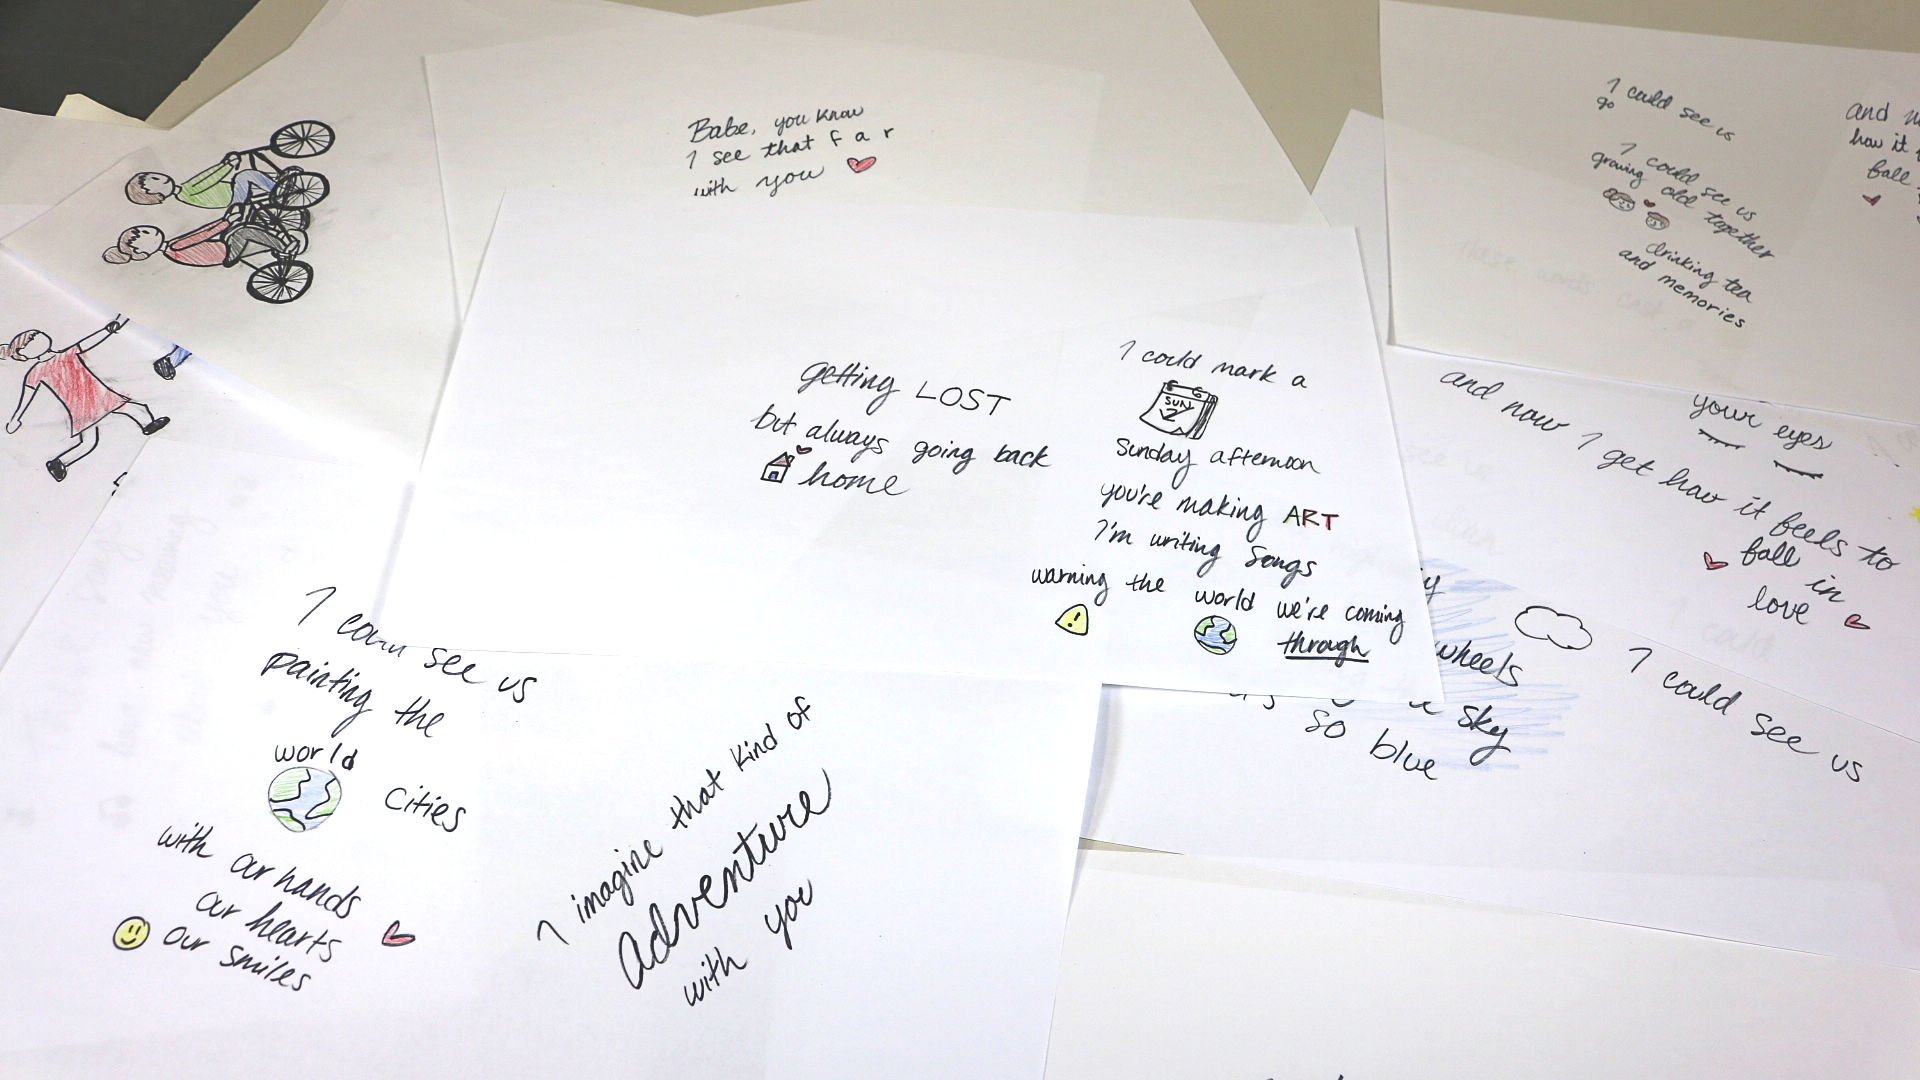 Babe, you know
I see that far
with you
I could see us
go
I could see us
growing old together
drinking tea
and memories
and
how it
fall
These words cast a
getting LOST
but always going back
home
I could mark a
SUN
Sunday afternoon
you're making ART
I'm writing songs
warning the world we're coming
through
your eyes
and now I get how it feels to
fall in
love
wheels
sky
so blue
I could see us
I could see us
painting the
world
cities
with our hands
our hearts
our smiles
I imagine that kind of
adventure
with you